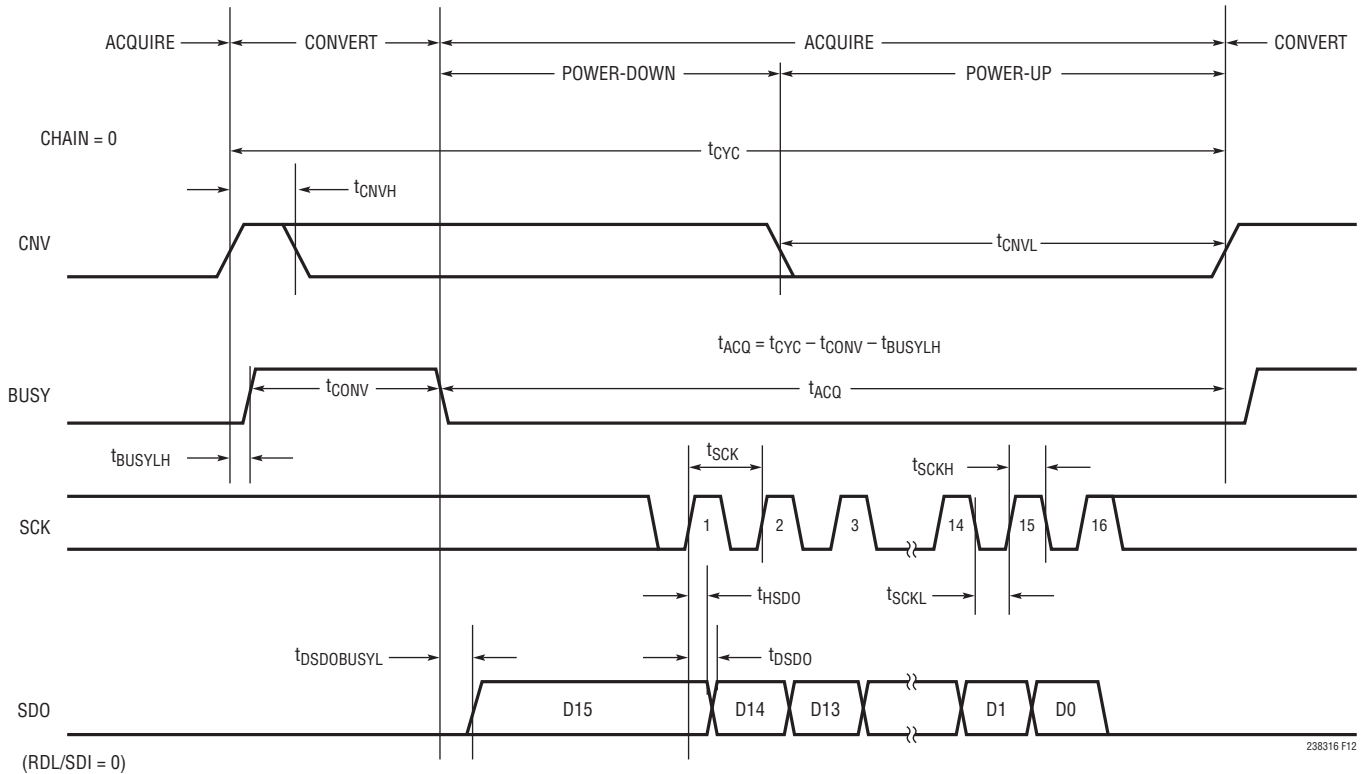 ACQUIRE CONVERT ACQUIRE CONVERT
POWER-DOWN POWER-UP
CHAIN = 0
tCYC
tCNVH
CNV
tCNVL
tACQ = tCYC – tCONV – tBUSYLH
BUSY
tCONV
tACQ
tBUSYLH
tSCK
tSCKH
SCK
1 2 3 14 15 16
tHSDO
tSCKL
tDSDOBUSYL
tDSDO
SDO
D15 D14 D13 D1 D0
(RDL/SDI = 0)
238316 F12